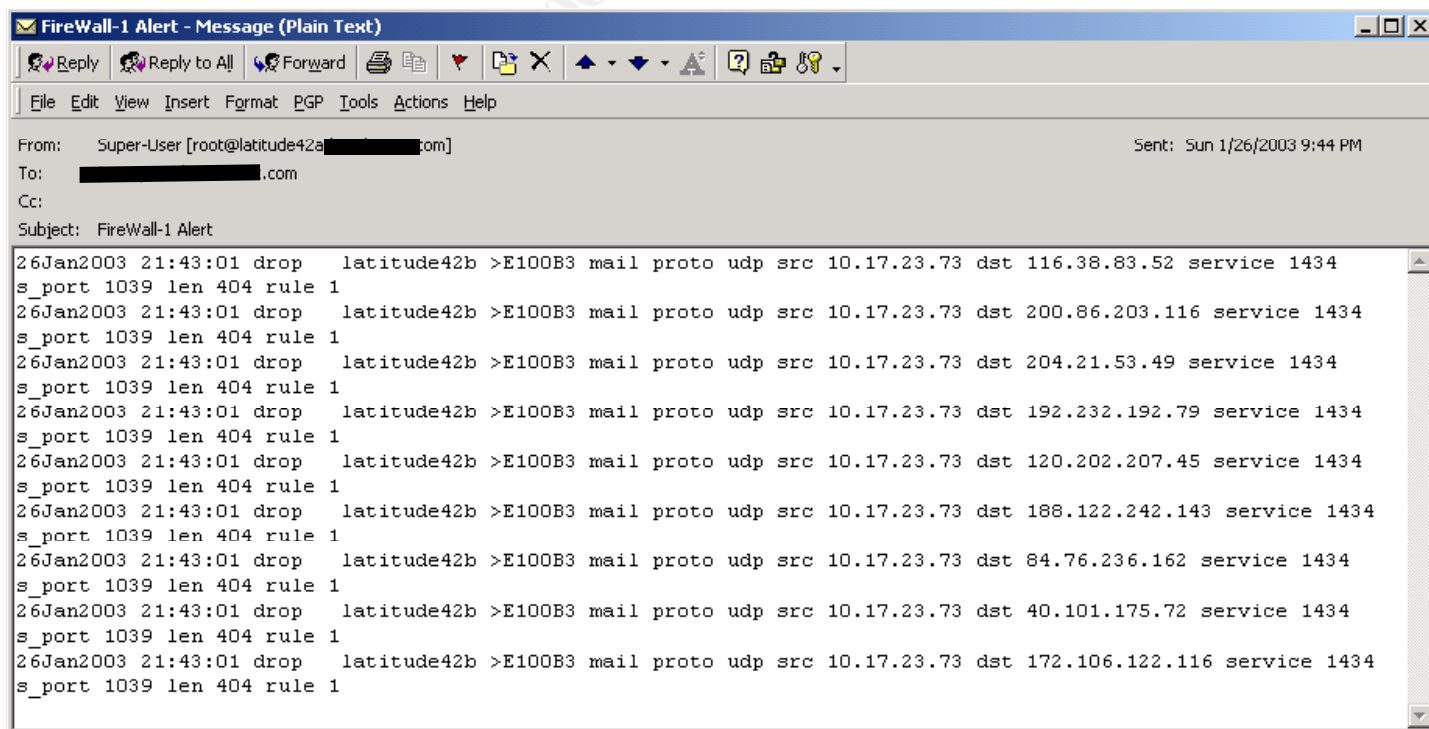 FireWall-1 Alert - Message (Plain Text)
Reply Reply to All Forward
File Edit View Insert Format PGP Tools Actions Help
From: Super-User [root@latitude42a com] Sent: Sun 1/26/2003 9:44 PM
To: .com
Cc:
Subject: FireWall-1 Alert
26Jan2003 21:43:01 drop latitude42b >E100B3 mail proto udp src 10.17.23.73 dst 116.38.83.52 service 1434
s_port 1039 len 404 rule 1
26Jan2003 21:43:01 drop latitude42b >E100B3 mail proto udp src 10.17.23.73 dst 200.86.203.116 service 1434
s_port 1039 len 404 rule 1
26Jan2003 21:43:01 drop latitude42b >E100B3 mail proto udp src 10.17.23.73 dst 204.21.53.49 service 1434
s_port 1039 len 404 rule 1
26Jan2003 21:43:01 drop latitude42b >E100B3 mail proto udp src 10.17.23.73 dst 192.232.192.79 service 1434
s_port 1039 len 404 rule 1
26Jan2003 21:43:01 drop latitude42b >E100B3 mail proto udp src 10.17.23.73 dst 120.202.207.45 service 1434
s_port 1039 len 404 rule 1
26Jan2003 21:43:01 drop latitude42b >E100B3 mail proto udp src 10.17.23.73 dst 188.122.242.143 service 1434
s_port 1039 len 404 rule 1
26Jan2003 21:43:01 drop latitude42b >E100B3 mail proto udp src 10.17.23.73 dst 84.76.236.162 service 1434
s_port 1039 len 404 rule 1
26Jan2003 21:43:01 drop latitude42b >E100B3 mail proto udp src 10.17.23.73 dst 40.101.175.72 service 1434
s_port 1039 len 404 rule 1
26Jan2003 21:43:01 drop latitude42b >E100B3 mail proto udp src 10.17.23.73 dst 172.106.122.116 service 1434
s_port 1039 len 404 rule 1